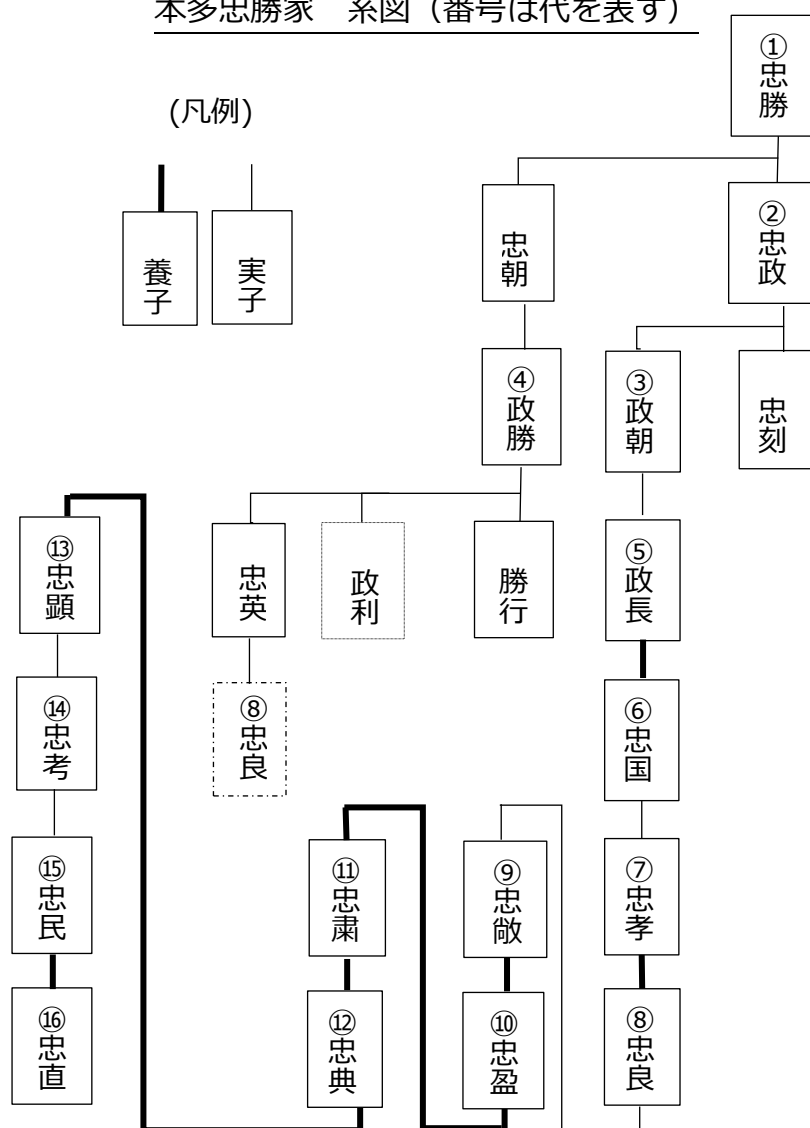 本多忠勝家　系図（番号は代を表す）
(凡例)
養子
実子
①忠勝
②忠政
忠朝
忠刻
③政朝
④政勝
⑤政長
勝行
政利
忠英
⑥忠国
⑧忠良
⑦忠孝
⑧忠良
⑨忠敞
⑩忠盈
⑪忠粛
⑫忠典
⑬忠顕
⑭忠考
⑮忠民
⑯忠直